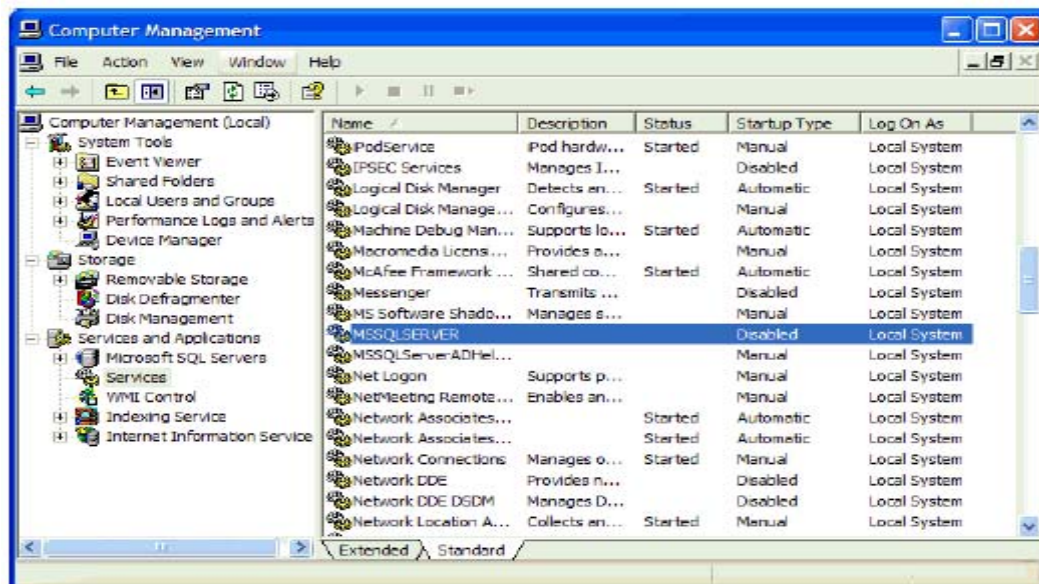 Computer Management
File Action View Window Help
Computer Management (Local)
System Tools
Event Viewer
Shared Folders
Local Users and Groups
Performance Logs and Alerts
Device Manager
Storage
Removable Storage
Disk Defragmenter
Disk Management
Services and Applications
Microsoft SQL Servers
Services
WMI Control
Indexing Service
Internet Information Service
Name Description Status Startup Type Log On As
iPodService iPod hardw... Started Manual Local System
IPSEC Services Manages I... Disabled Local System
Logical Disk Manager Detects an... Started Automatic Local System
Logical Disk Manage... Configures... Manual Local System
Machine Debug Man... Supports lo... Started Automatic Local System
Macromedia Licensi... Provides a... Manual Local System
McAfee Framework ... Shared co... Started Automatic Local System
Messenger Transmits ... Disabled Local System
MS Software Shado... Manages s... Manual Local System
MSSQLSERVER Disabled Local System
MSSQLServerADHel... Manual Local System
Net Logon Supports p... Manual Local System
NetMeeting Remote... Enables an... Manual Local System
Network Associates... Started Automatic Local System
Network Associates... Started Automatic Local System
Network Connections Manages o... Started Manual Local System
Network DDE Provides n... Disabled Local System
Network DDE DSDM Manages D... Disabled Local System
Network Location A... Collects an... Started Manual Local System
Extended Standard